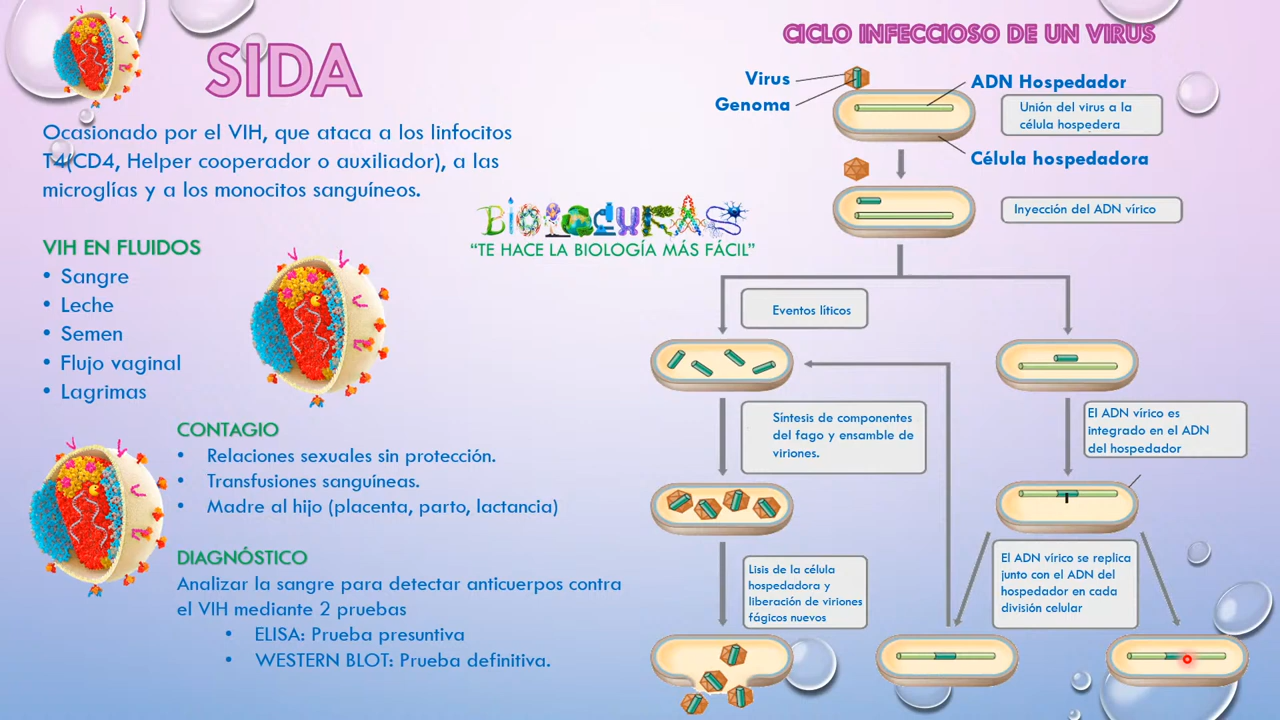 SIDA
Ocasionado por el VIH, que ataca a los linfocitos
T4(CD4, Helper cooperador o auxiliador), a las
microglías y a los monocitos sanguíneos.
VIH EN FLUIDOS
• Sangre
• Leche
• Semen
• Flujo vaginal
• Lagrimas
CONTAGIO
• Relaciones sexuales sin protección.
• Transfusiones sanguíneas.
• Madre al hijo (placenta, parto, lactancia)
DIAGNÓSTICO
Analizar la sangre para detectar anticuerpos contra
el VIH mediante 2 pruebas
• ELISA: Prueba presuntiva
• WESTERN BLOT: Prueba definitiva.
BIOLOCURAS
“TE HACE LA BIOLOGÍA MÁS FÁCIL”
CICLO INFECCIOSO DE UN VIRUS
Virus
Genoma
ADN Hospedador
Unión del virus a la
célula hospedera
Célula hospedadora
Inyección del ADN vírico
Eventos líticos
Síntesis de componentes
del fago y ensamble de
viriones.
El ADN vírico es
integrado en el ADN
del hospedador
Lisis de la célula
hospedadora y
liberación de viriones
fágicos nuevos
El ADN vírico se replica
junto con el ADN del
hospedador en cada
división celular